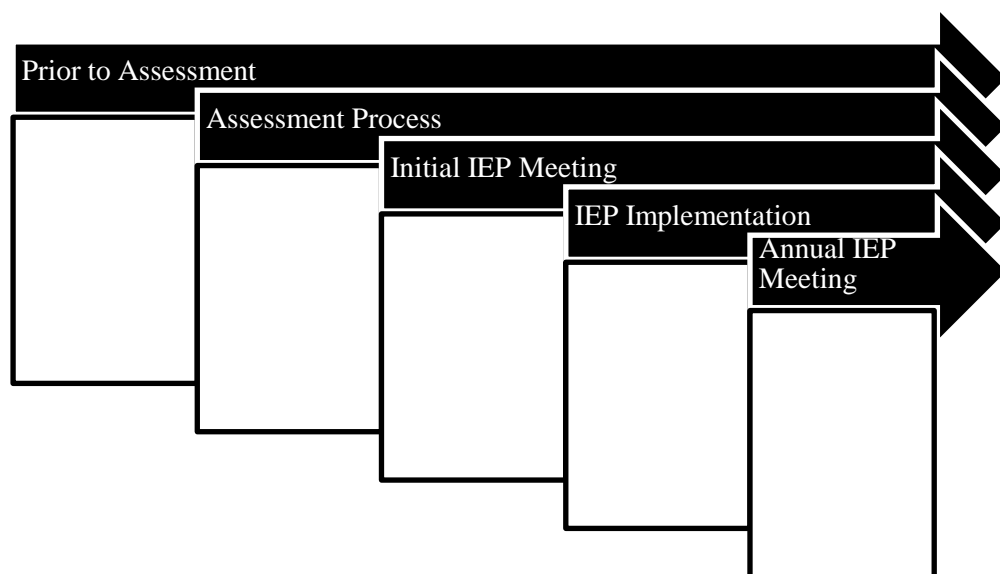 Prior to Assessment
Assessment Process
Initial IEP Meeting
IEP Implementation
Annual IEP
Meeting